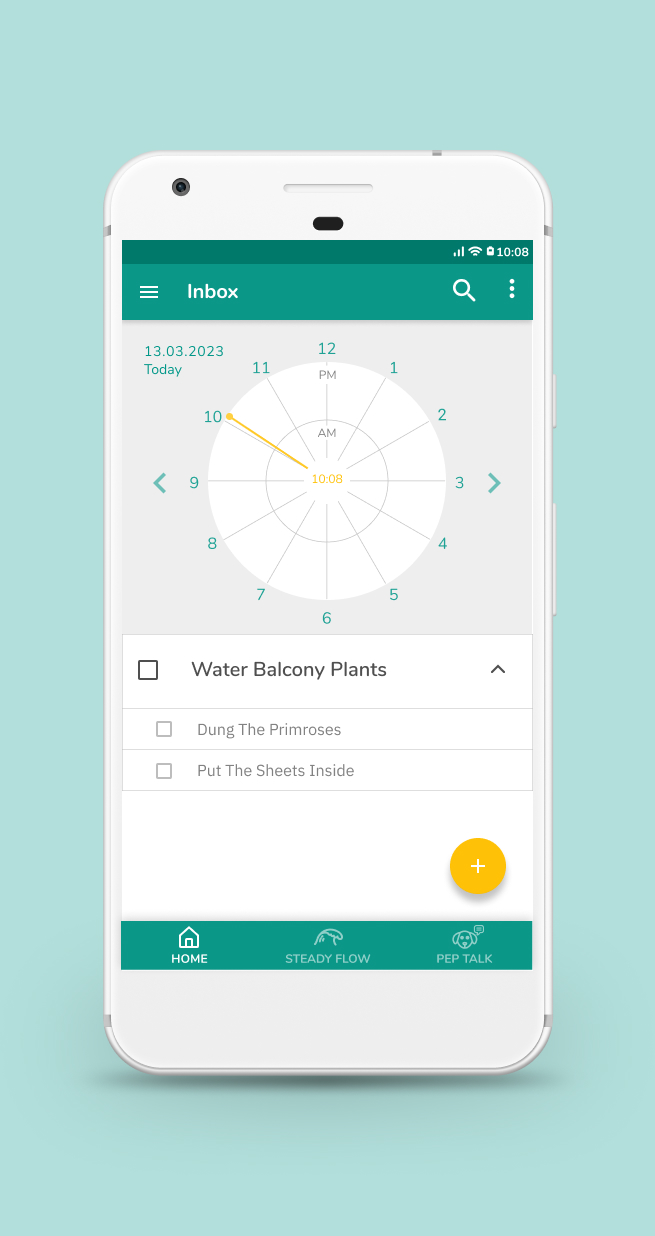 10:08
Inbox
13.03.2023
Today
12
11
1
PM
10
2
AM
10:08
9
3
8
4
7
5
6
Water Balcony Plants
Dung The Primroses
Put The Sheets Inside
+
HOME
STEADY FLOW
PEP TALK